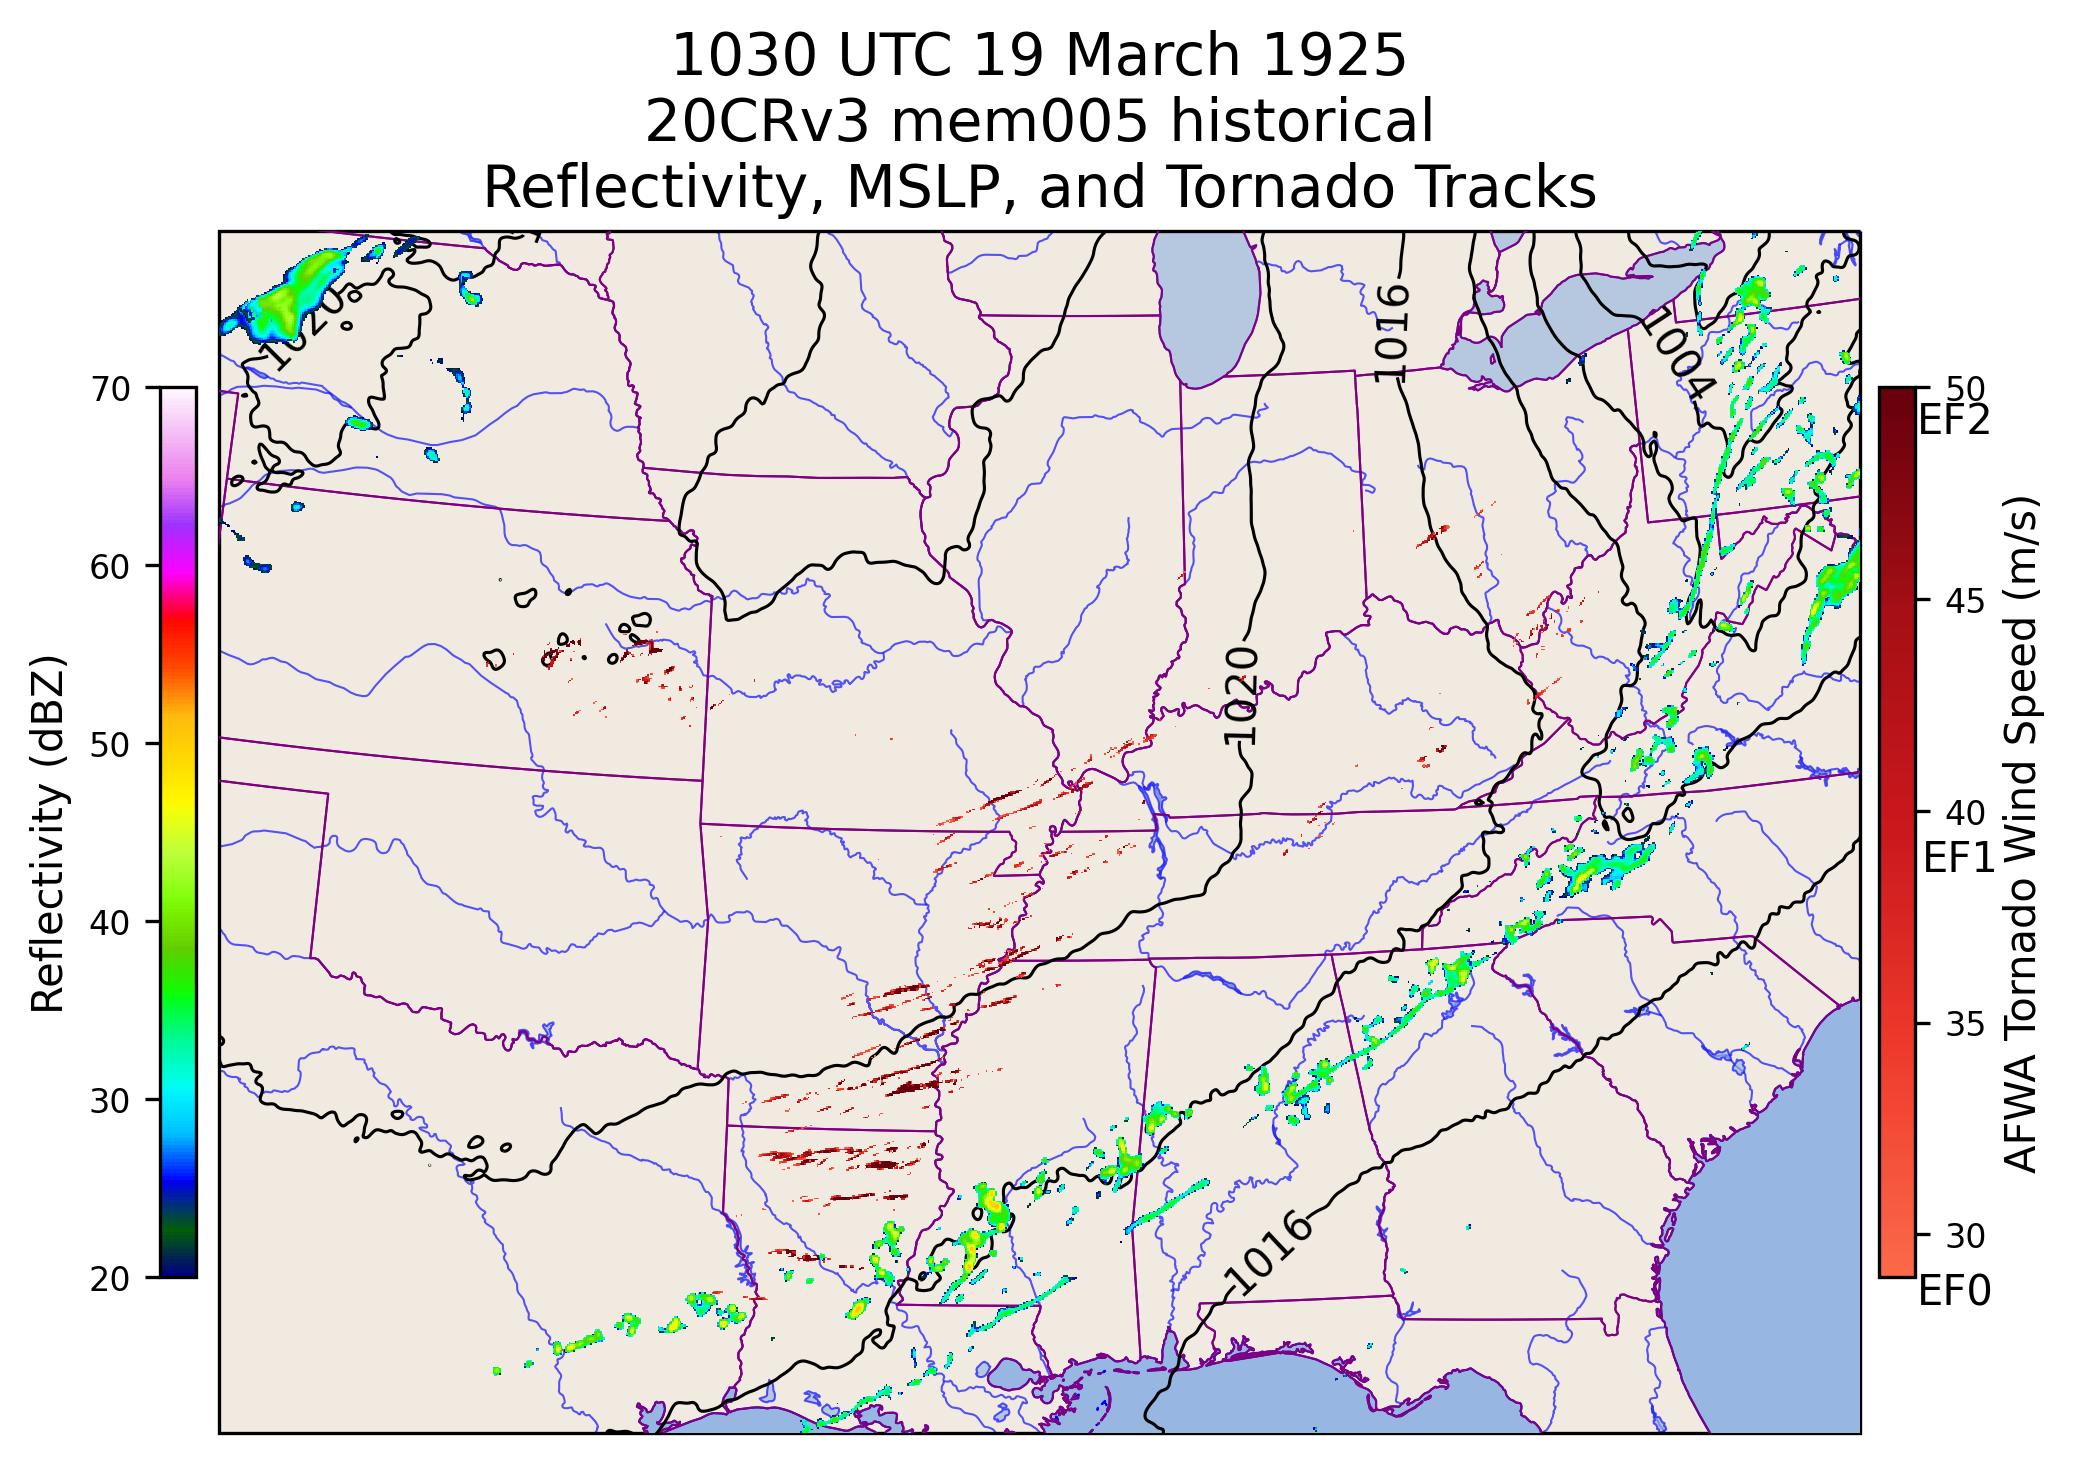 1030 UTC 19 March 1925
20CRv3 mem005 historical
Reflectivity, MSLP, and Tornado Tracks
1020
1016
1004
1020
1016
Reflectivity (dBZ)
70
60
50
40
30
20
50
EF2
45
40
EF1
35
30
EF0
AFWA Tornado Wind Speed (m/s)